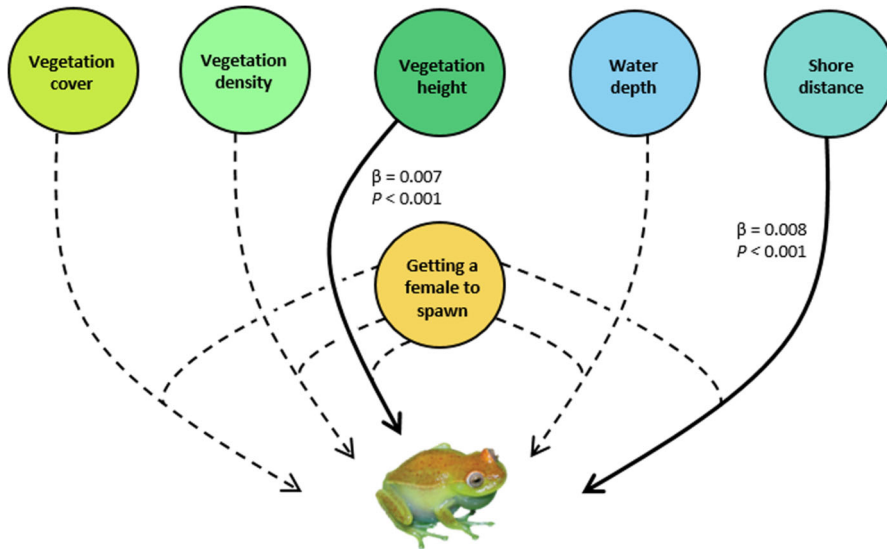 Vegetation
cover
Vegetation
density
Vegetation
height
Water
depth
Shore
distance
β = 0.007
P < 0.001
β = 0.008
P < 0.001
Getting a
female to
spawn